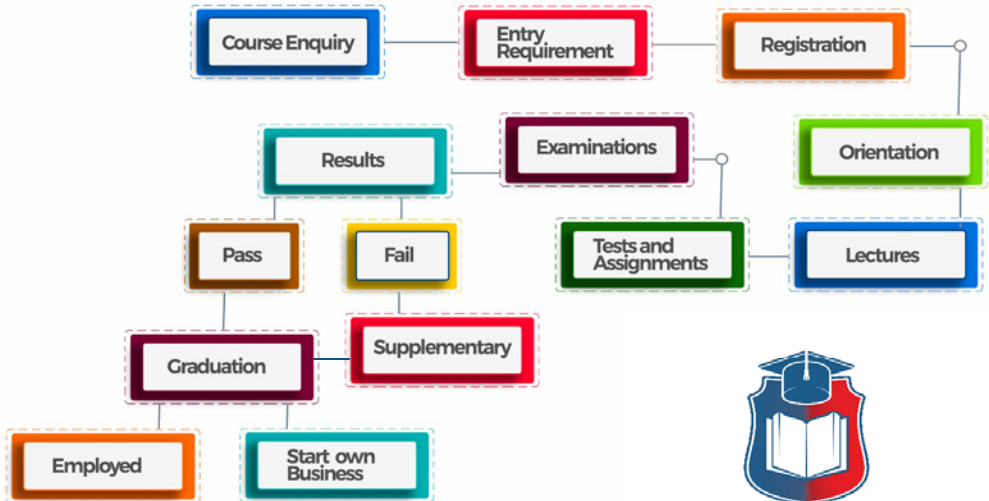 Course Enquiry
Entry
Requirement
Registration
Orientation
Lectures
Tests and
Assignments
Examinations
Results
Pass
Fail
Supplementary
Graduation
Employed
Start own
Business